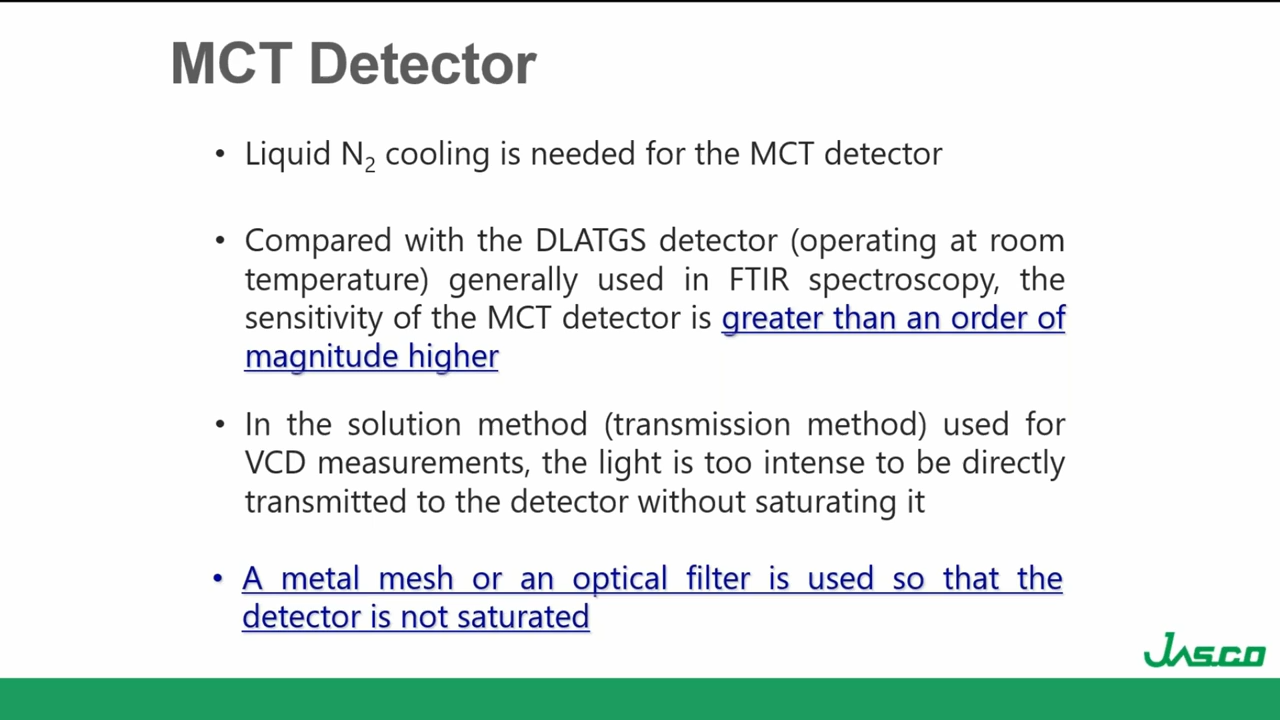 MCT Detector
• Liquid N₂ cooling is needed for the MCT detector
• Compared with the DLATGS detector (operating at room
temperature) generally used in FTIR spectroscopy, the
sensitivity of the MCT detector is greater than an order of
magnitude higher
• In the solution method (transmission method) used for
VCD measurements, the light is too intense to be directly
transmitted to the detector without saturating it
• A metal mesh or an optical filter is used so that the
detector is not saturated
JASCO